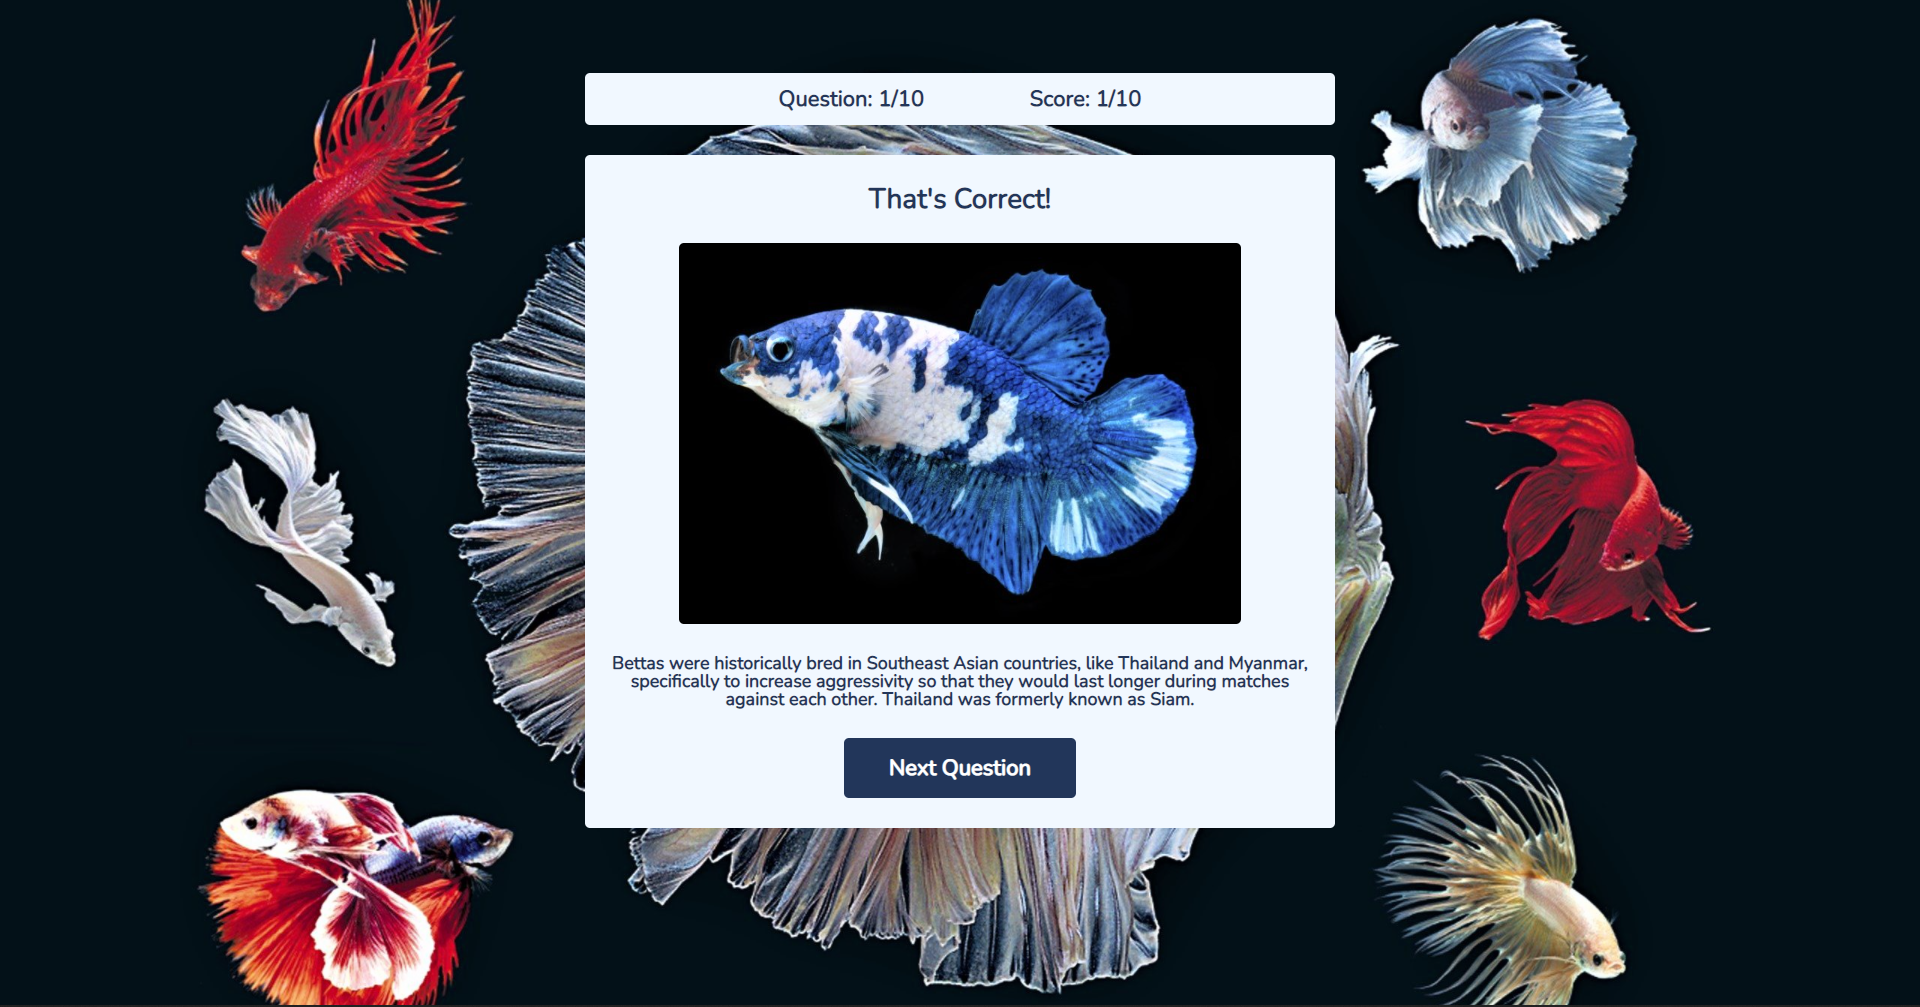 Question: 1/10 Score: 1/10
That's Correct!
Bettas were historically bred in Southeast Asian countries, like Thailand and Myanmar,
specifically to increase aggressivity so that they would last longer during matches
against each other. Thailand was formerly known as Siam.
Next Question